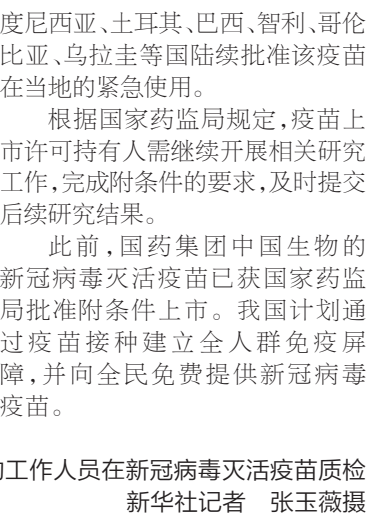 度尼西亚、土耳其、巴西、智利、哥伦
比亚、乌拉圭等国陆续批准该疫苗
在当地的紧急使用。
根据国家药监局规定，疫苗上
市许可持有人需继续开展相关研究
工作，完成附条件的要求，及时提交
后续研究结果。
此前，国药集团中国生物的
新冠病毒灭活疫苗已获国家药监
局批准附条件上市。我国计划通
过疫苗接种建立全人群免疫屏
障，并向全民免费提供新冠病毒
疫苗。
工作人员在新冠病毒灭活疫苗质检
新华社记者　张玉薇摄